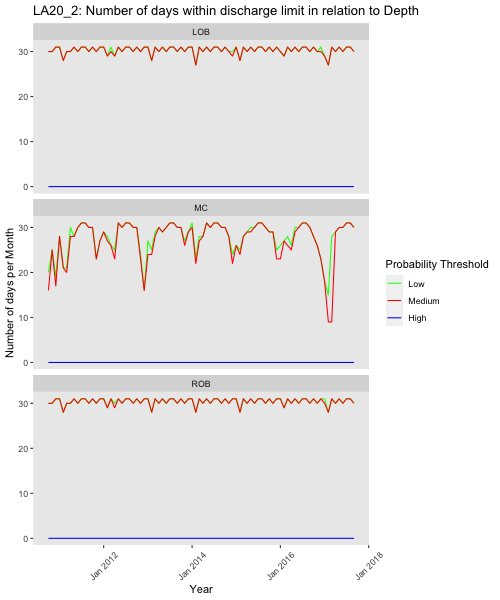 LA20_2: Number of days within discharge limit in relation to Depth
LOB
30
20
10
0
MC
30
20
10
0
ROB
30
20
10
0
Number of days per Month
Jan 2012
Jan 2014
Jan 2016
Jan 2018
Year
Probability Threshold
Low
Medium
High